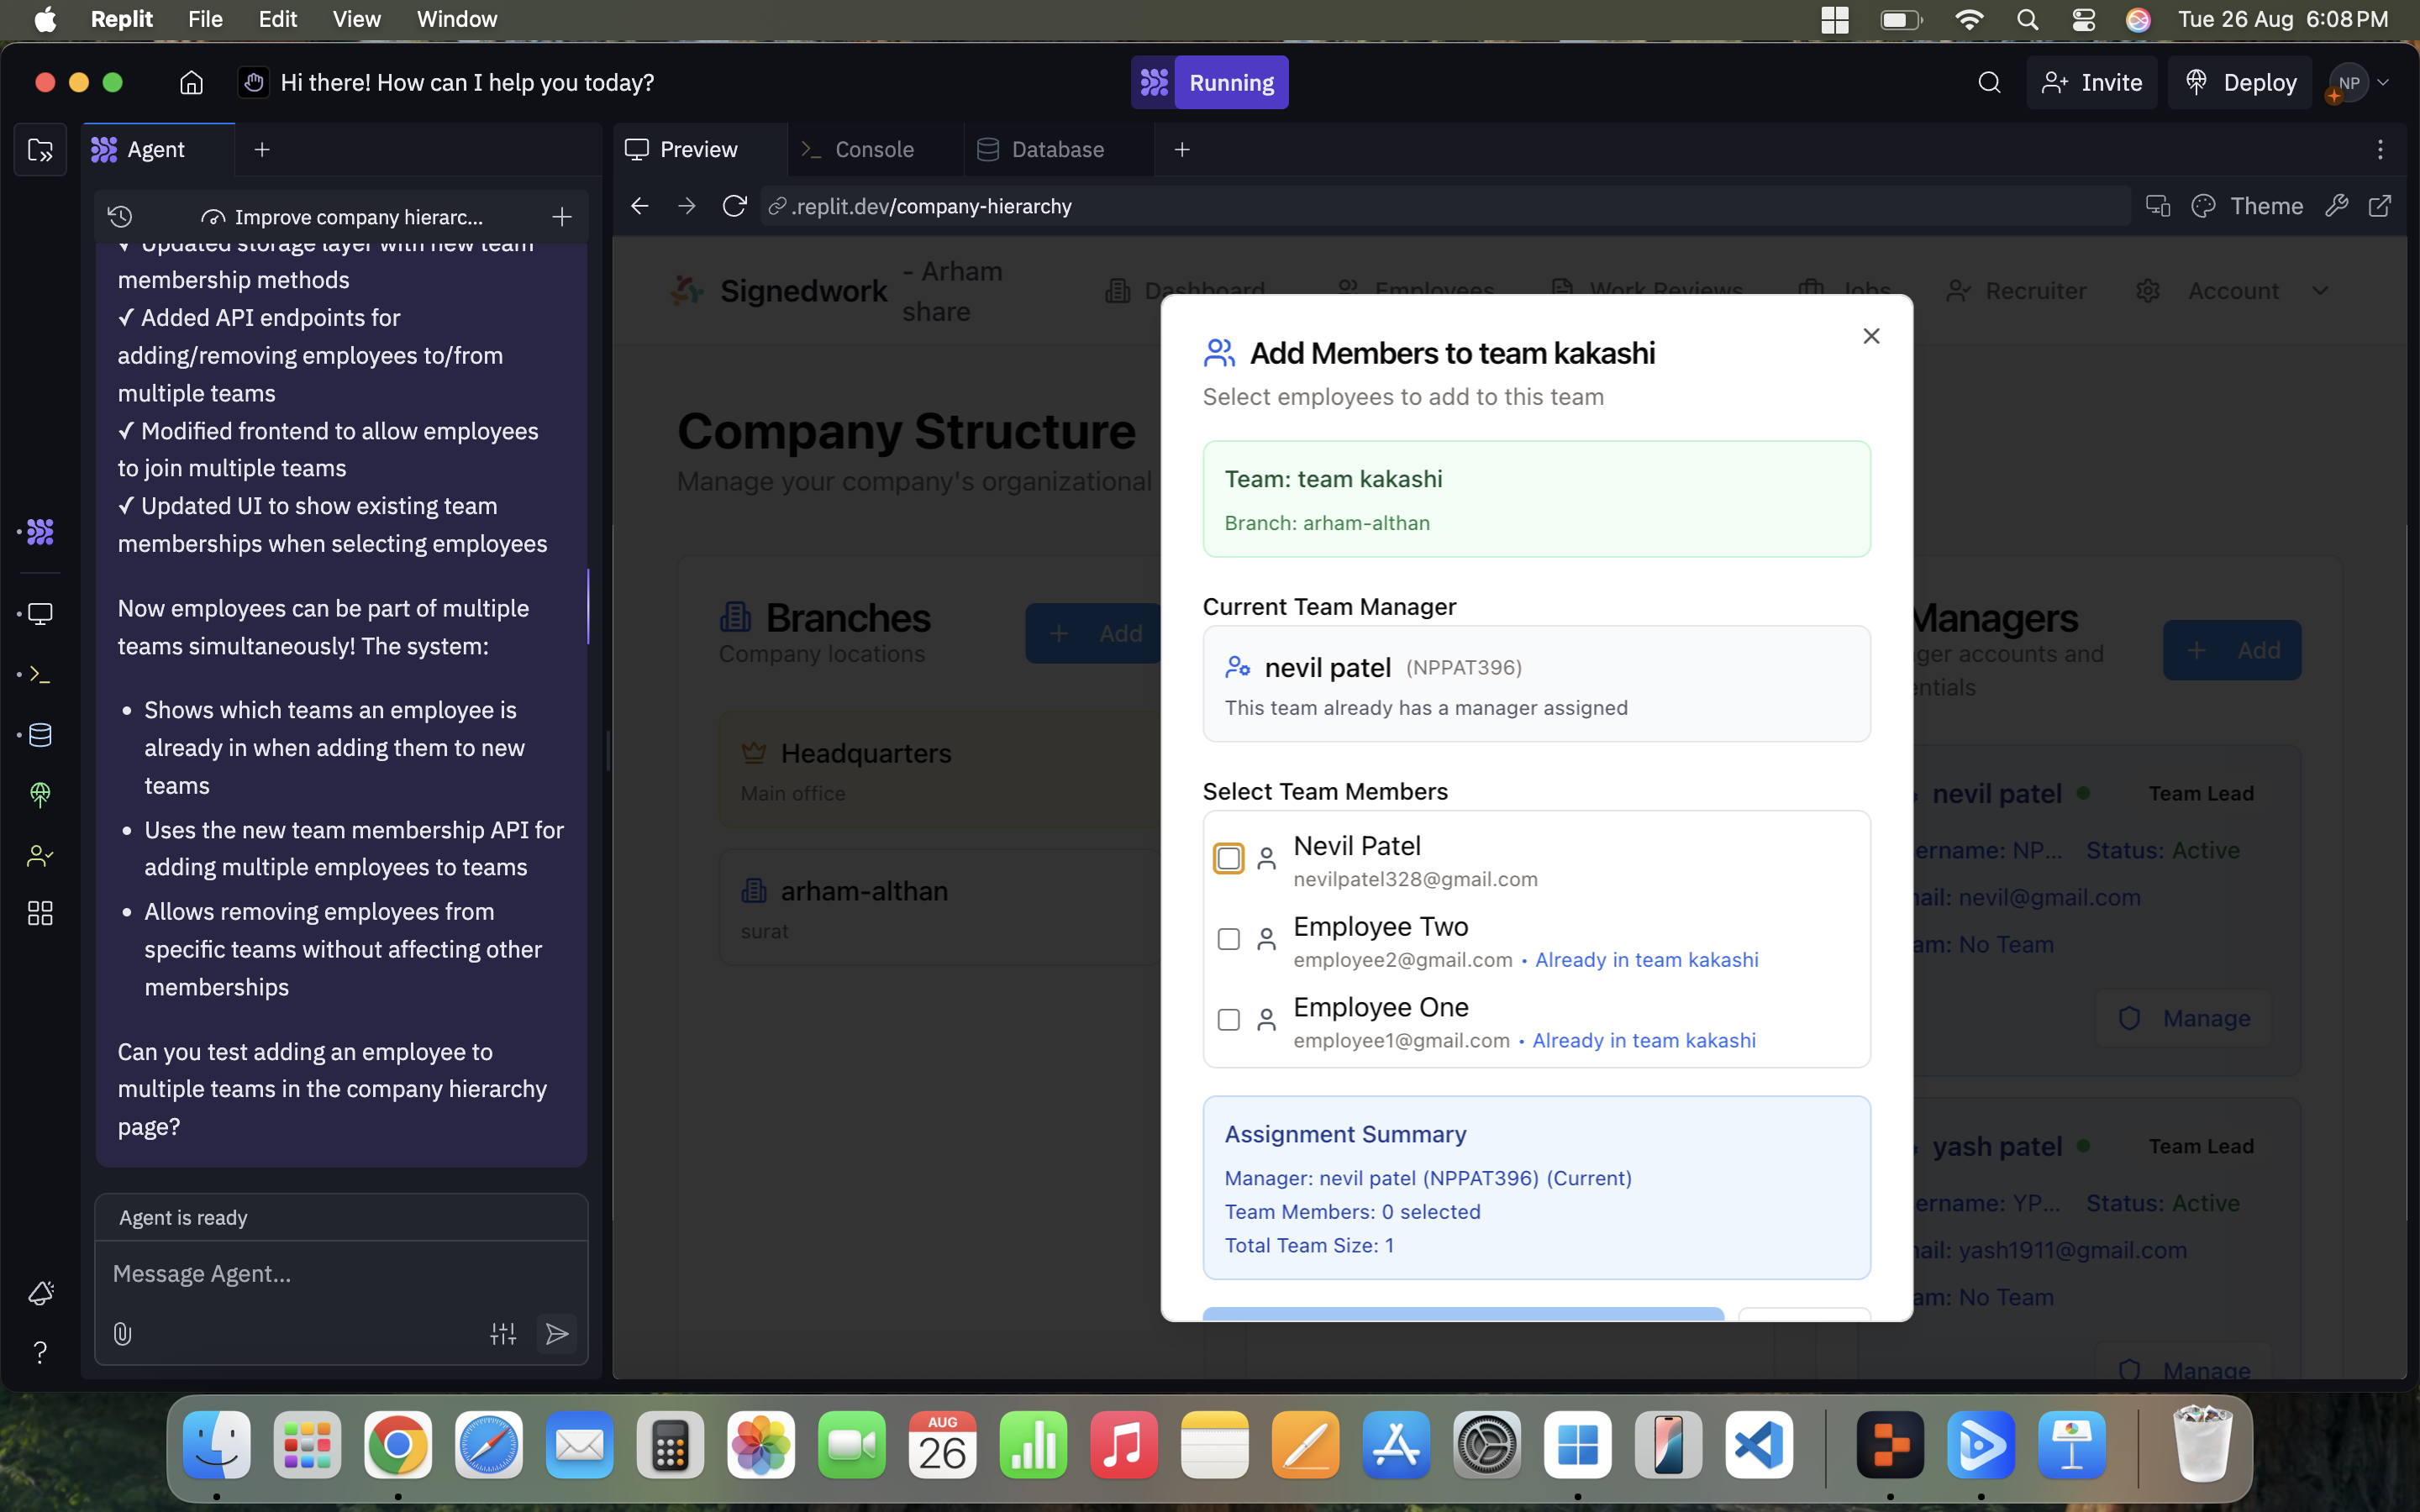 Replit File Edit View Window Tue 26 Aug 6:08 PM
Hi there! How can I help you today?
Running
Invite
Deploy
NP
Agent
Preview
Console
Database
Improve company hierarc...
.replit.dev/company-hierarchy
Theme
✓ Updated storage layer with new team
membership methods
✓ Added API endpoints for
adding/removing employees to/from
multiple teams
✓ Modified frontend to allow employees
to join multiple teams
✓ Updated UI to show existing team
memberships when selecting employees
Now employees can be part of multiple
teams simultaneously! The system:
• Shows which teams an employee is
already in when adding them to new
teams
• Uses the new team membership API for
adding multiple employees to teams
• Allows removing employees from
specific teams without affecting other
memberships
Can you test adding an employee to
multiple teams in the company hierarchy
page?
Agent is ready
Message Agent...
Signedwork
- Arham
share
Dashboard
Employees
Work Reviews
Jobs
Recruiter
Account
Company Structure
Manage your company's organizational
Branches
Company locations
+ Add
Headquarters
Main office
arham-althan
surat
Add Members to team kakashi
Select employees to add to this team
Team: team kakashi
Branch: arham-althan
Current Team Manager
nevil patel (NPPAT396)
This team already has a manager assigned
Select Team Members
Nevil Patel
nevilpatel328@gmail.com
Employee Two
employee2@gmail.com • Already in team kakashi
Employee One
employee1@gmail.com • Already in team kakashi
Assignment Summary
Manager: nevil patel (NPPAT396) (Current)
Team Members: 0 selected
Total Team Size: 1
Managers
accounts and
+ Add
nevil patel
Team Lead
NP... Status: Active
nevil@gmail.com
No Team
Manage
yash patel
Team Lead
YP... Status: Active
yash1911@gmail.com
No Team
Manage
AUG
26